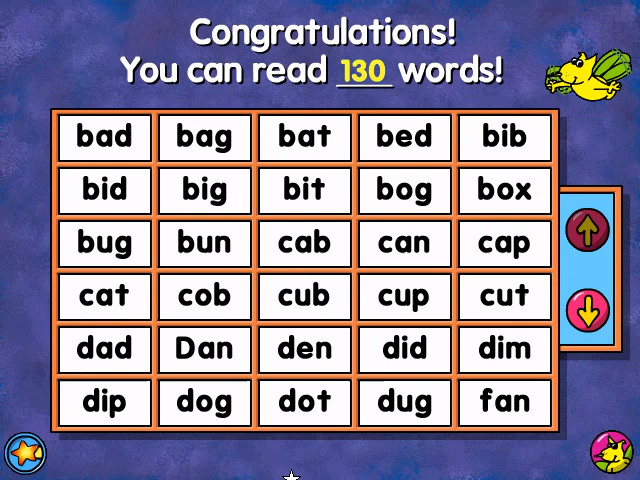 Congratulations!
You can read 130 words!
bad bag bat bed bib
bid big bit bog box
bug bun cab can cap
cat cob cub cup cut
dad Dan den did dim
dip dog dot dug fan